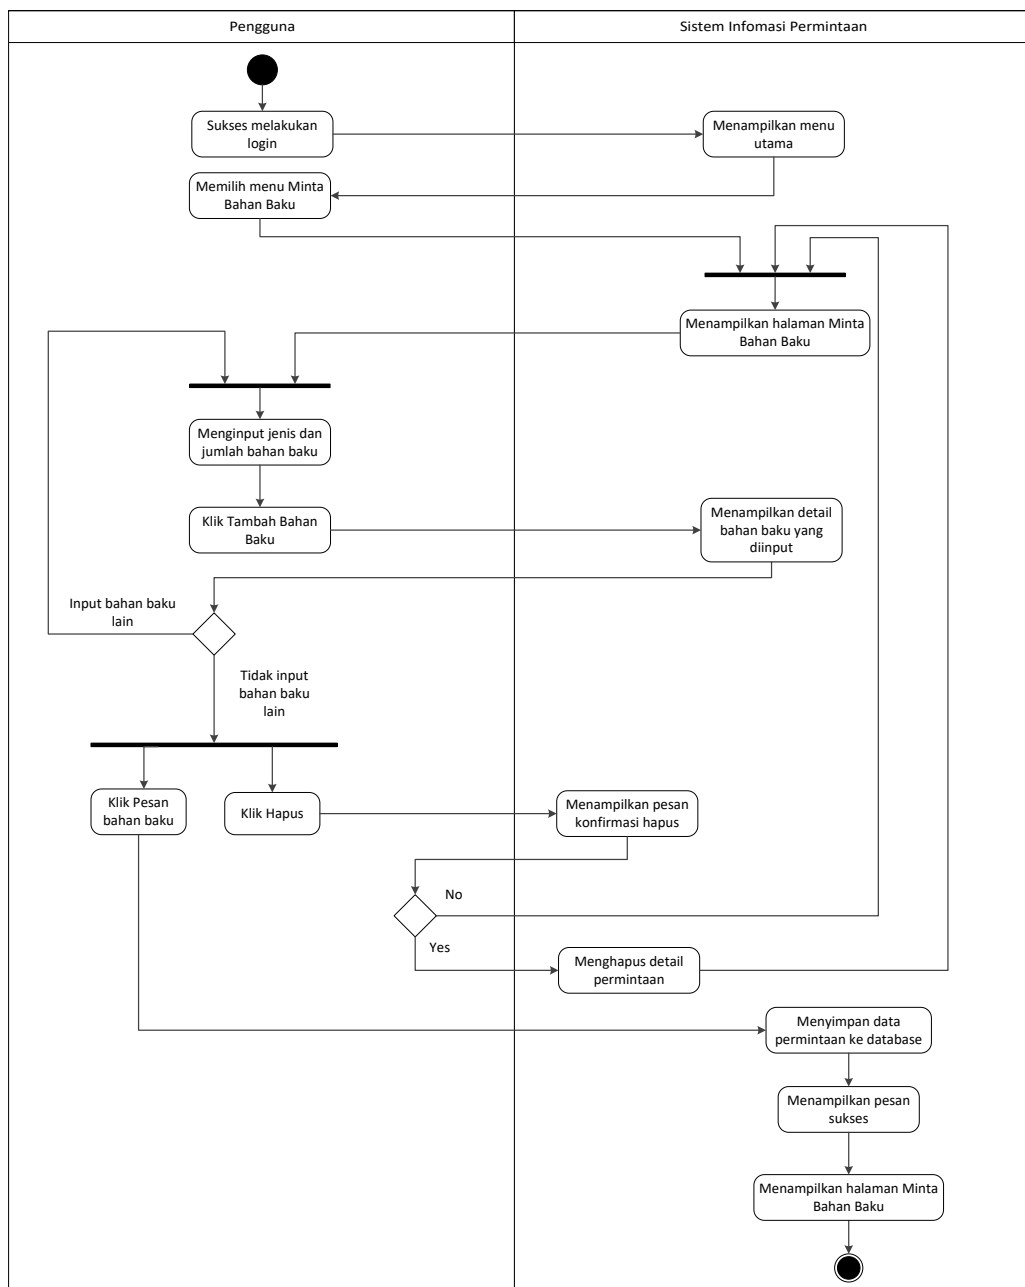 Pengguna
Sistem Infomasi Permintaan
Sukses melakukan
login
Menampilkan menu
utama
Memilih menu Minta
Bahan Baku
Menampilkan halaman Minta
Bahan Baku
Menginput jenis dan
jumlah bahan baku
Klik Tambah Bahan
Baku
Menampilkan detail
bahan baku yang
diinput
Input bahan baku
lain
Tidak input
bahan baku
lain
Klik Pesan
bahan baku
Klik Hapus
Menampilkan pesan
konfirmasi hapus
No
Yes
Menghapus detail
permintaan
Menyimpan data
permintaan ke database
Menampilkan pesan
sukses
Menampilkan halaman Minta
Bahan Baku